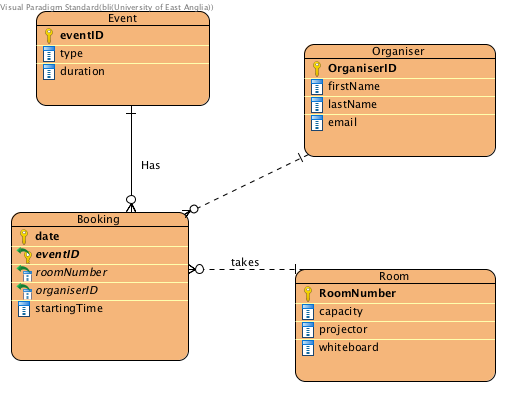 Visual Paradigm Standard(bli(University of East Anglia))
Event
eventID
type
duration
Organiser
OrganiserID
firstName
lastName
email
Has
Booking
date
eventID
roomNumber
organiserID
startingTime
takes
Room
RoomNumber
capacity
projector
whiteboard